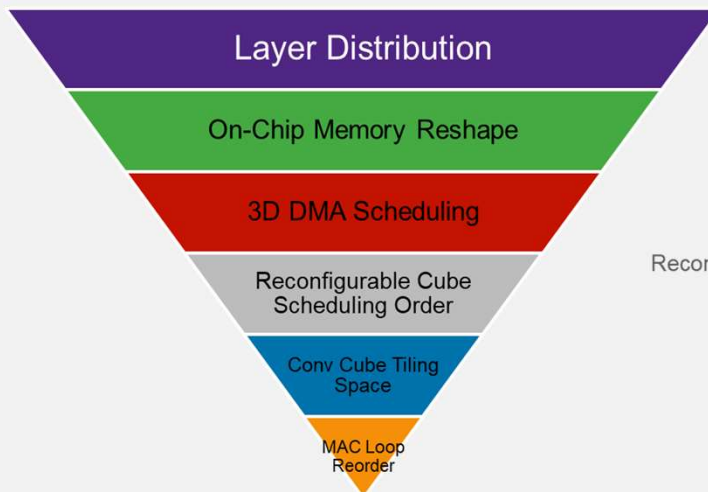 Layer Distribution
On-Chip Memory Reshape
3D DMA Scheduling
Reconfigurable Cube
Scheduling Order
Recor
Conv Cube Tiling
Space
MAC Loop
Reorder